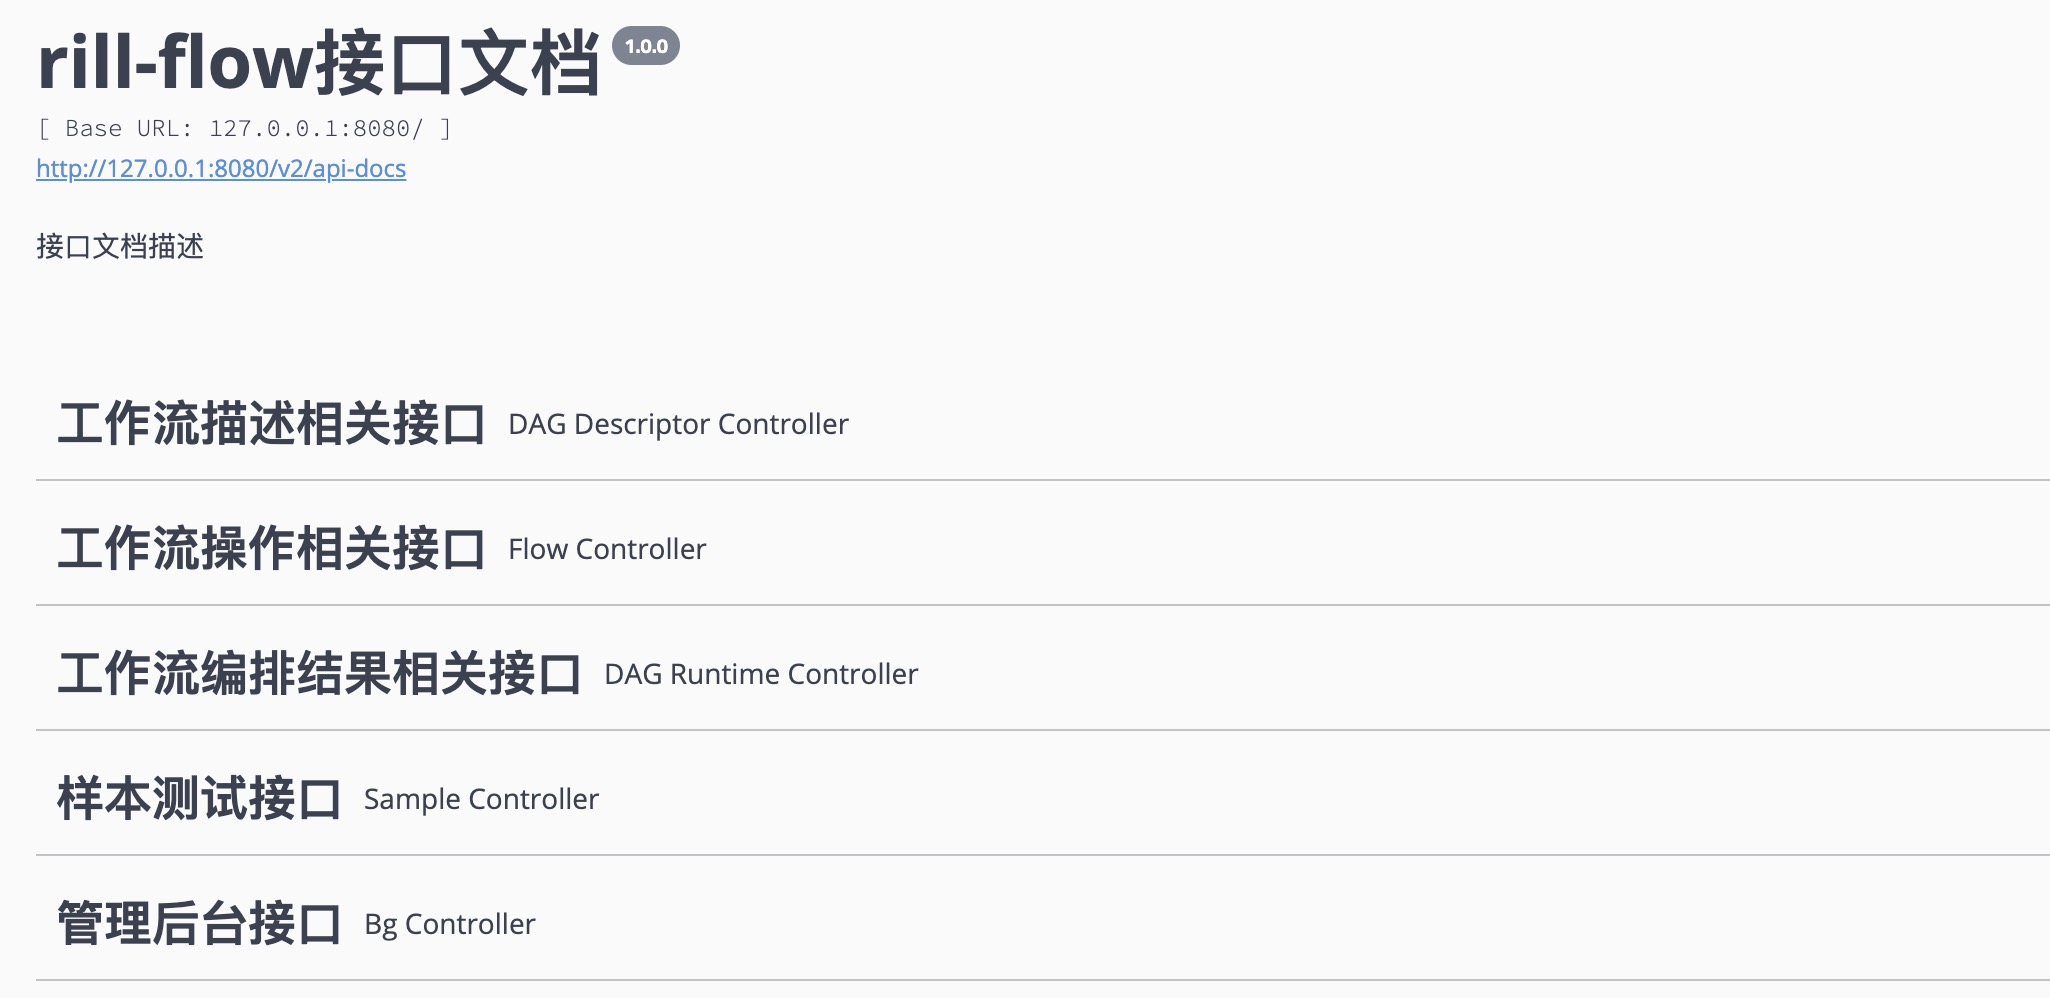 rill-flow接口文档 1.0.0
[ Base URL: 127.0.0.1:8080/ ]
http://127.0.0.1:8080/v2/api-docs
接口文档描述
工作流描述相关接口 DAG Descriptor Controller
工作流操作相关接口 Flow Controller
工作流编排结果相关接口 DAG Runtime Controller
样本测试接口 Sample Controller
管理后台接口 Bg Controller